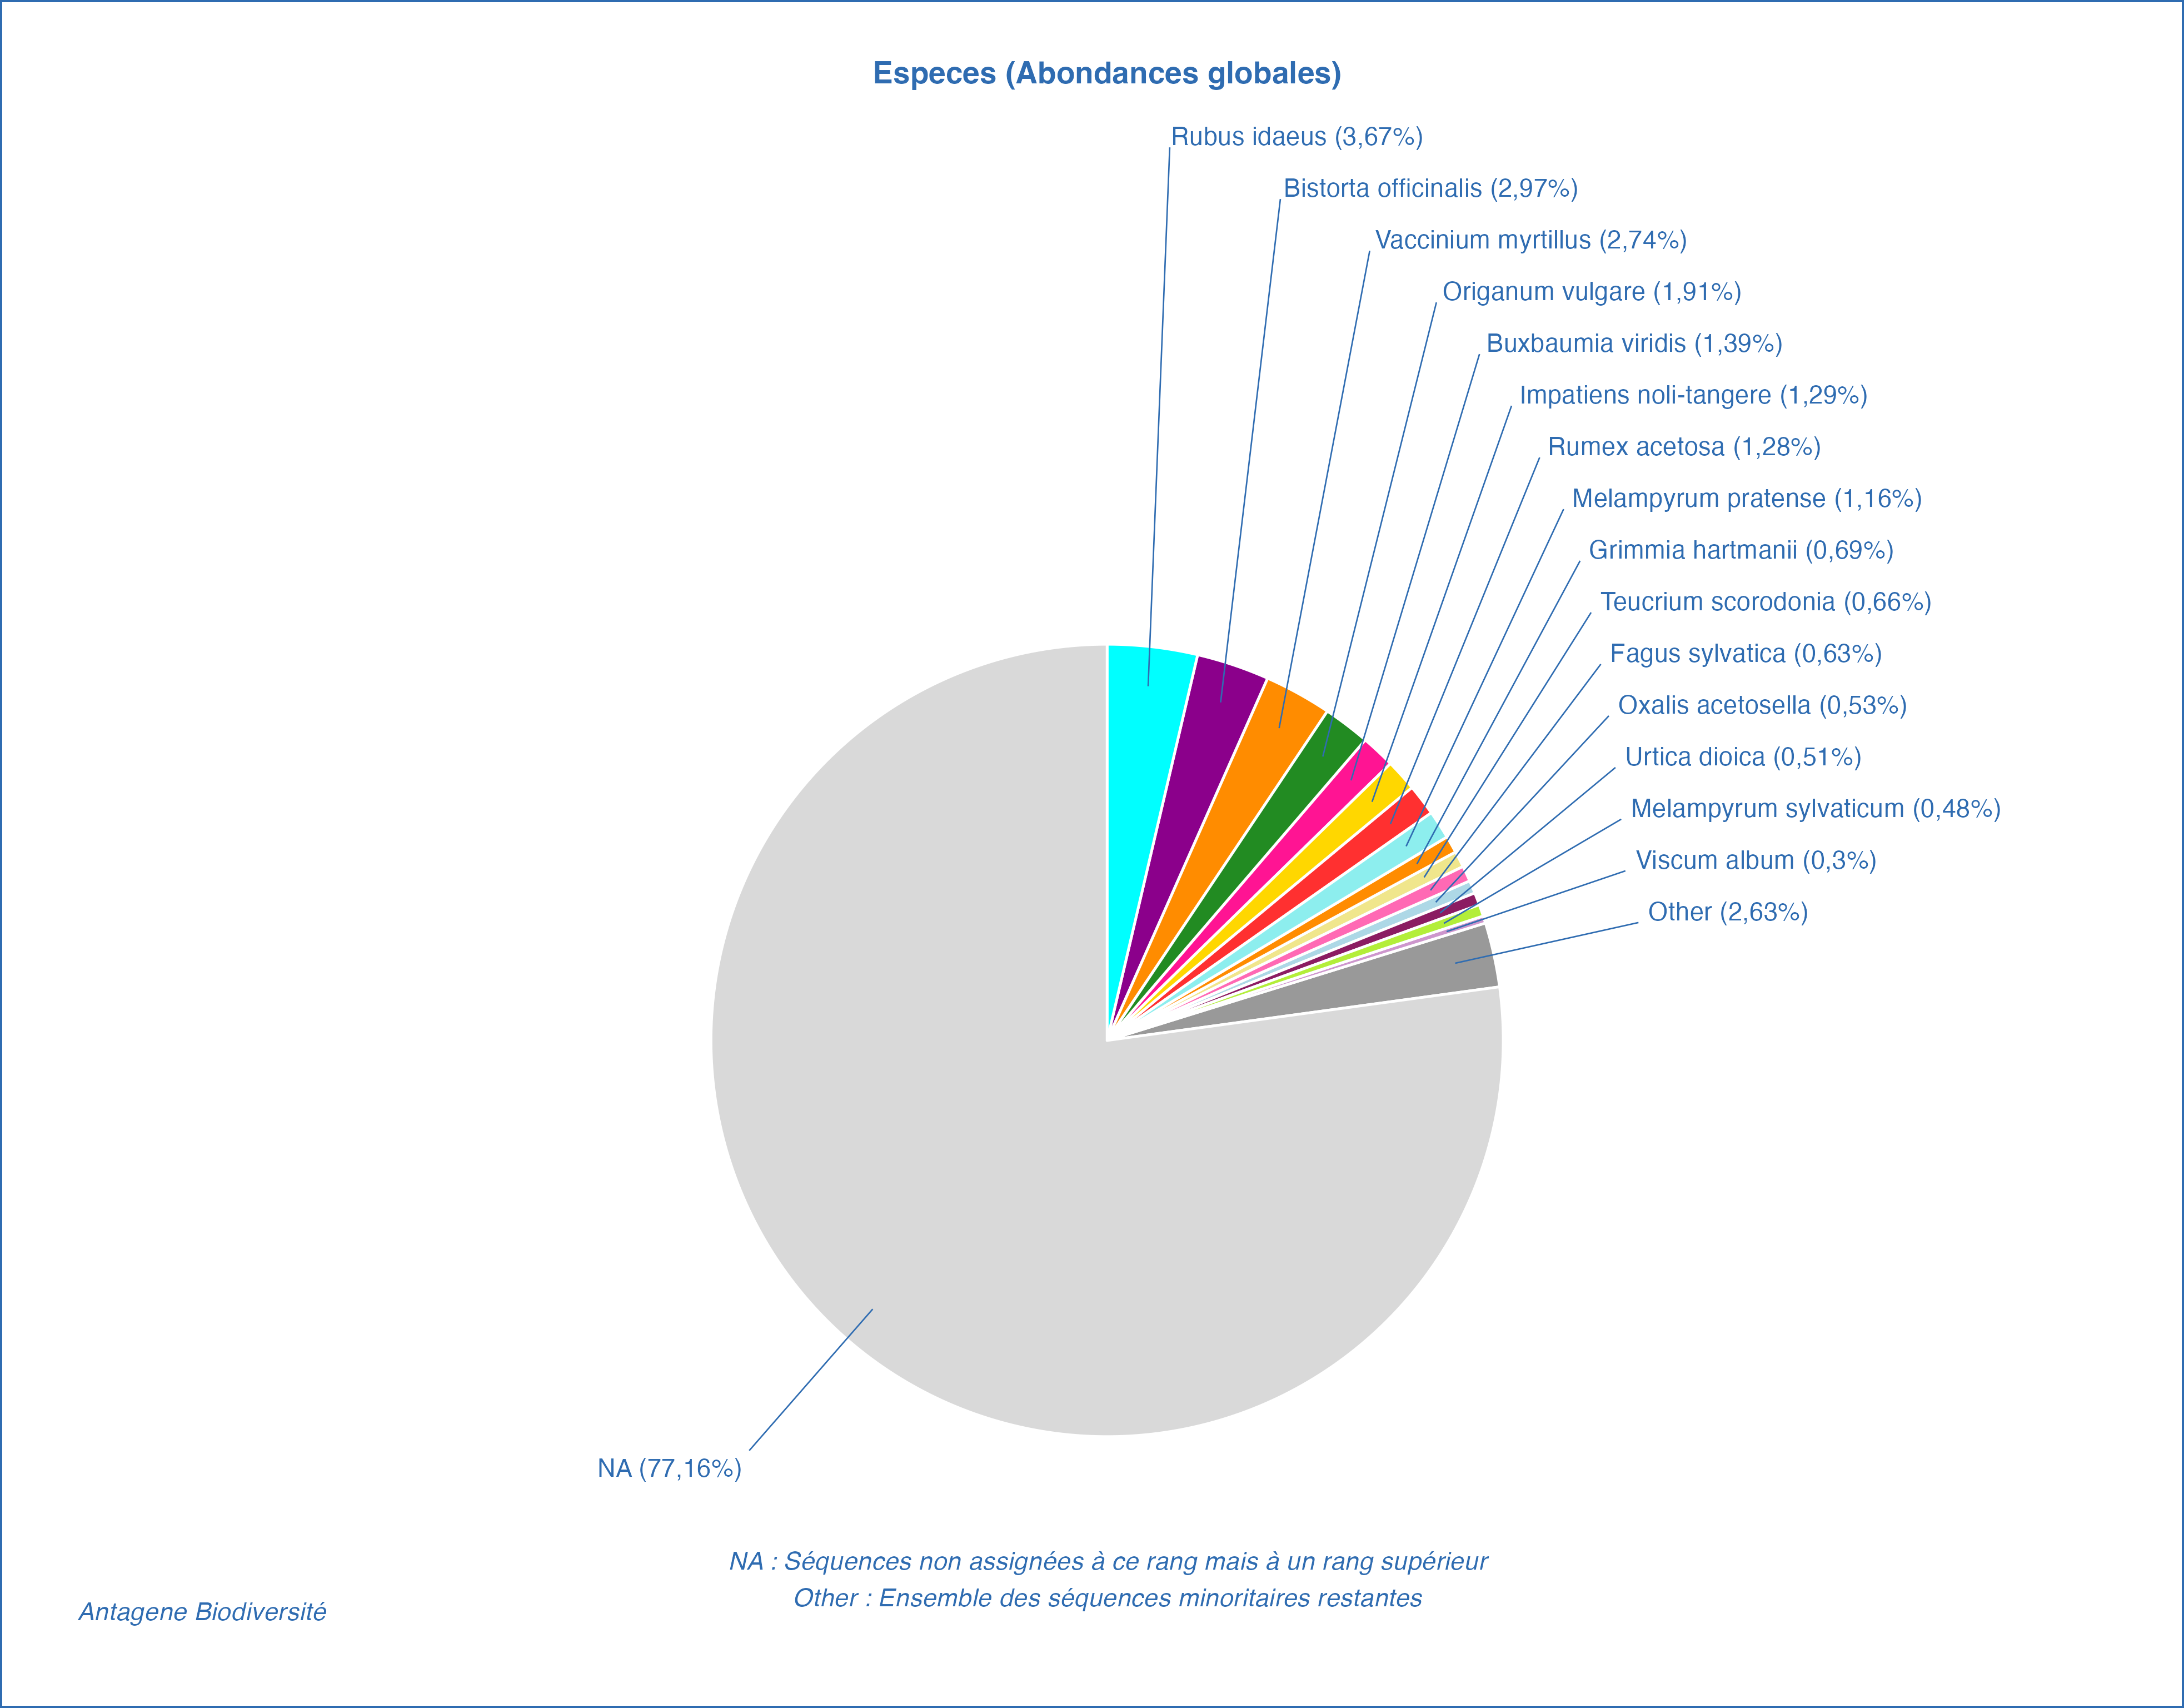 Especes (Abondances globales)
Rubus idaeus (3,67%)
Bistorta officinalis (2,97%)
Vaccinium myrtillus (2,74%)
Origanum vulgare (1,91%)
Buxbaumia viridis (1,39%)
Impatiens noli-tangere (1,29%)
Rumex acetosa (1,28%)
Melampyrum pratense (1,16%)
Grimmia hartmanii (0,69%)
Teucrium scorodonia (0,66%)
Fagus sylvatica (0,63%)
Oxalis acetosella (0,53%)
Urtica dioica (0,51%)
Melampyrum sylvaticum (0,48%)
Viscum album (0,3%)
Other (2,63%)
NA (77,16%)
NA : Séquences non assignées à ce rang mais à un rang supérieur
Other : Ensemble des séquences minoritaires restantes
Antagene Biodiversité